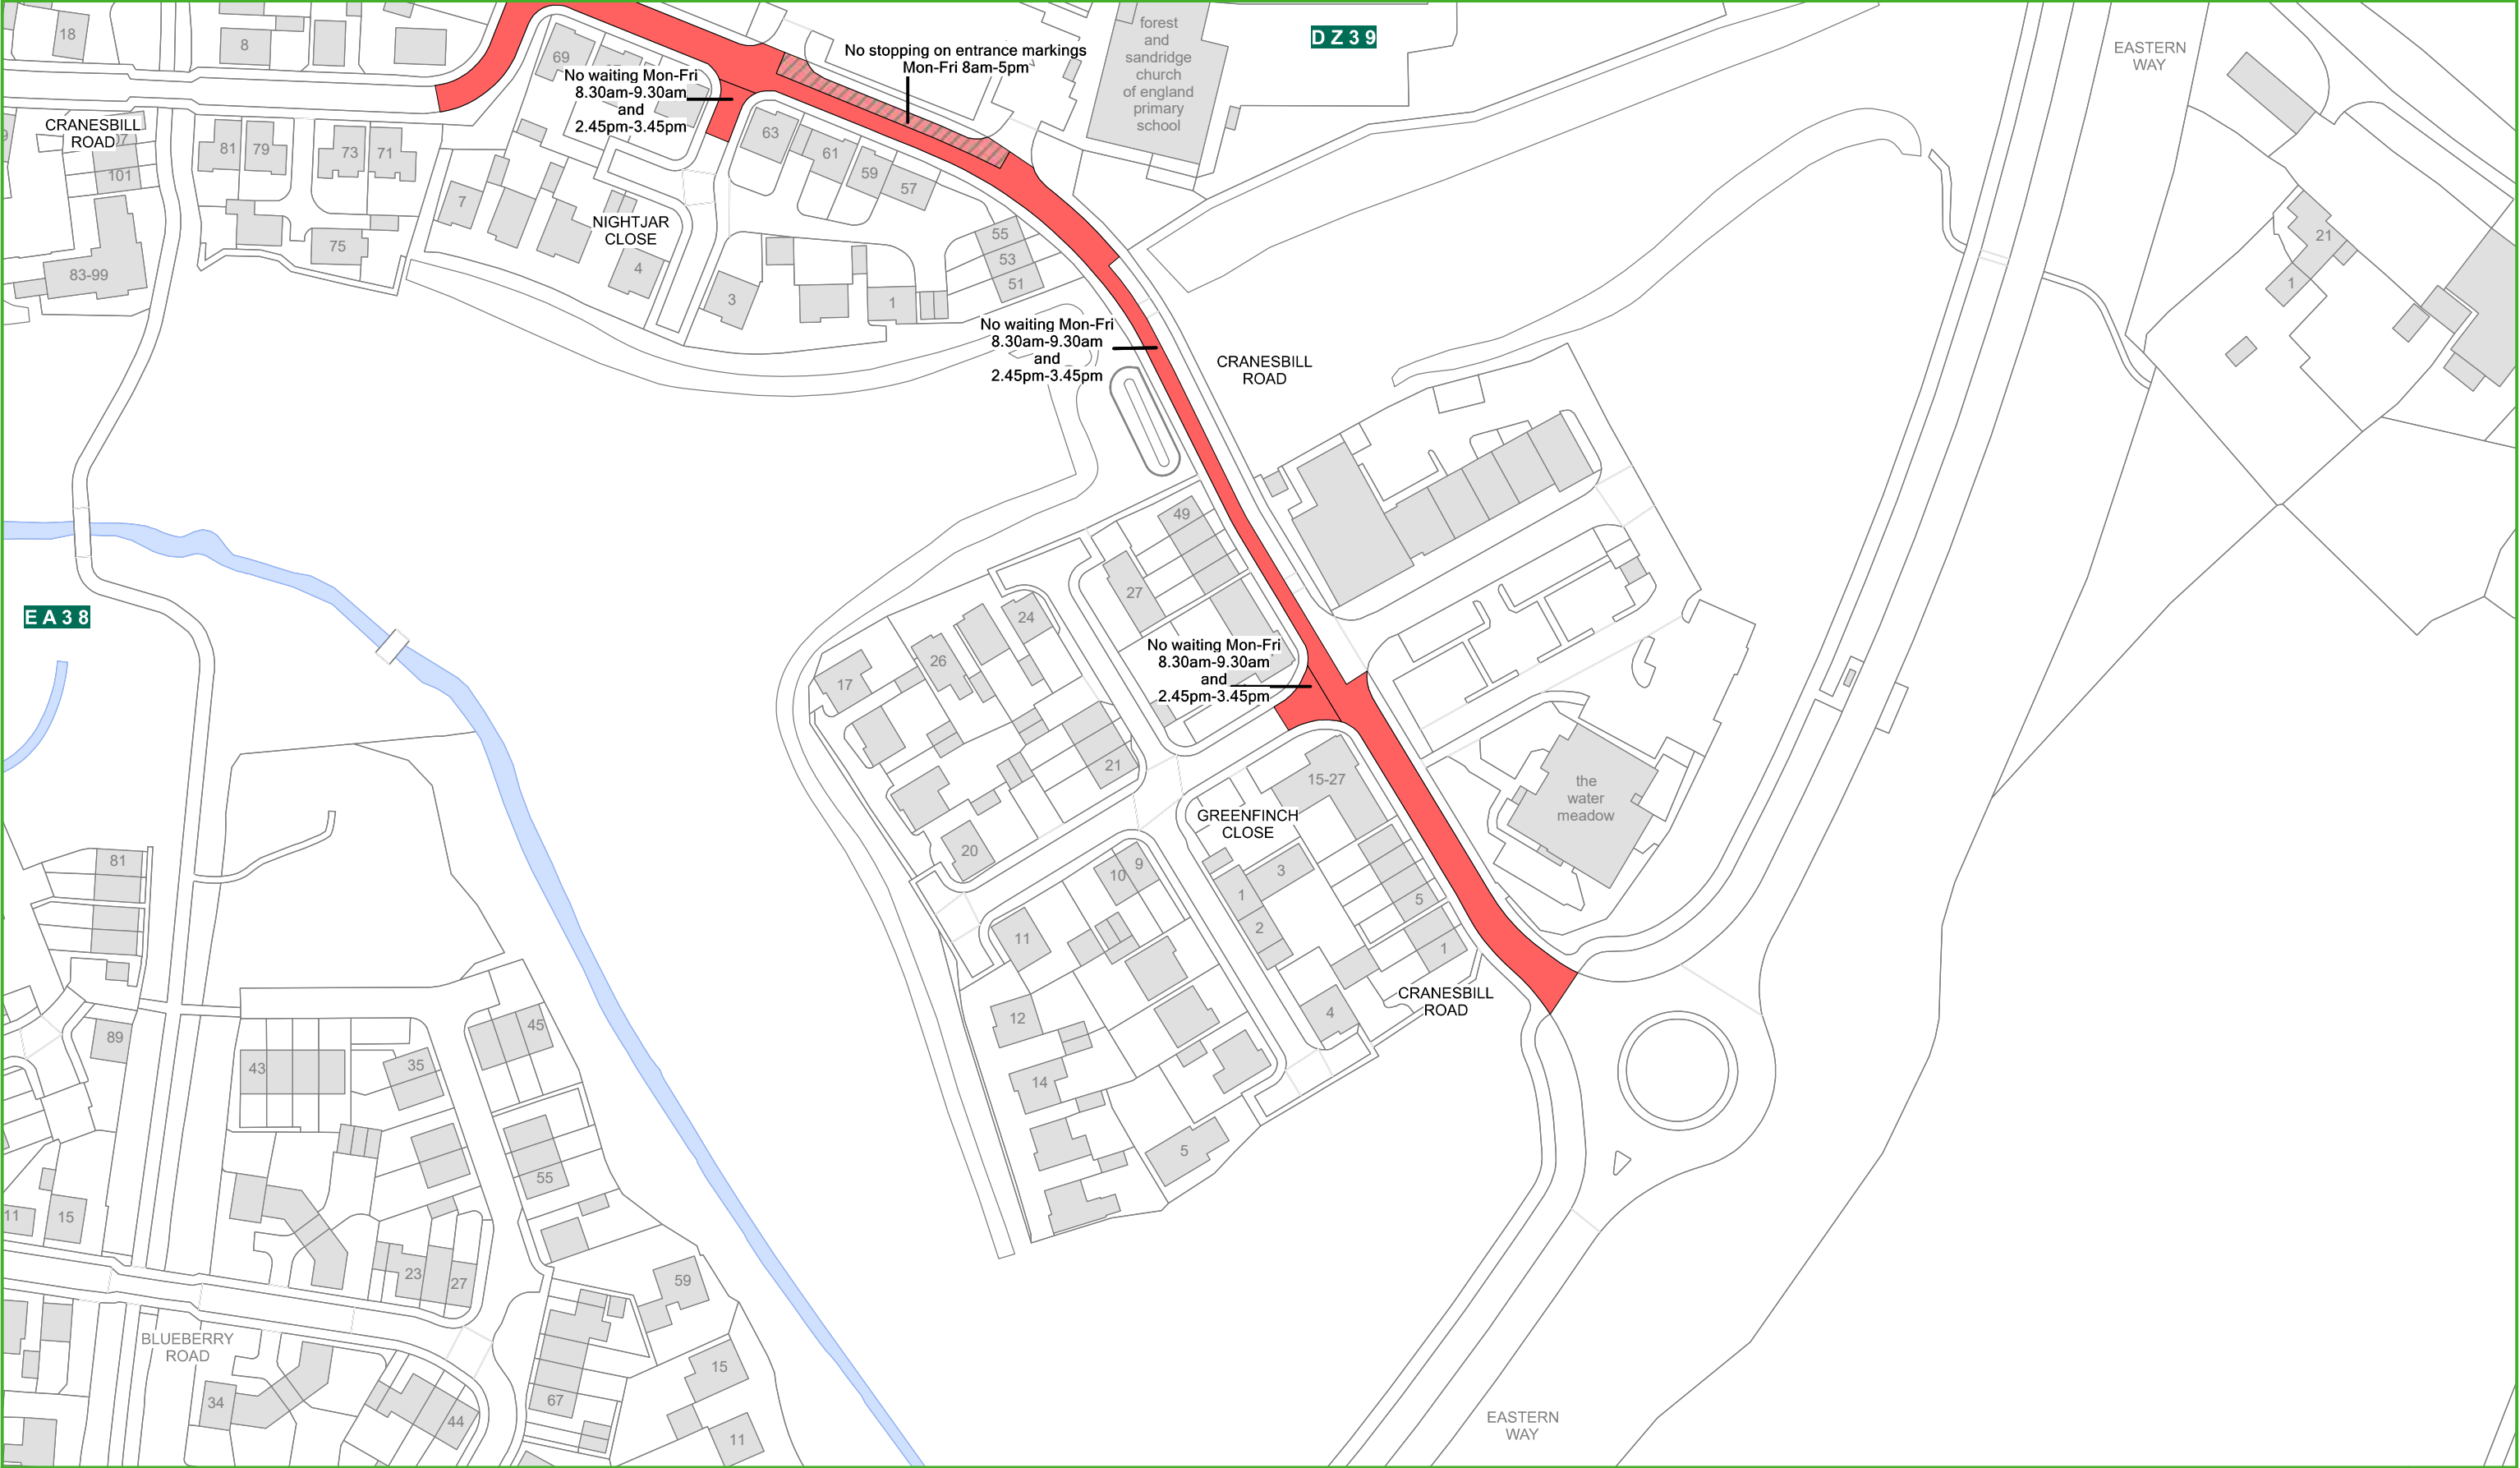 18
8
69
No waiting Mon-Fri
8.30am-9.30am
and
2.45pm-3.45pm
No stopping on entrance markings
Mon-Fri 8am-5pm
forest
and
sandridge
church
of england
primary
school
DZ39
EASTERN
WAY
CRANESBILL
ROAD
101
81
79
73
71
63
61
59
57
7
NIGHTJAR
CLOSE
55
53
51
75
83-99
4
3
1
21
1
No waiting Mon-Fri
8.30am-9.30am
and
2.45pm-3.45pm
CRANESBILL
ROAD
49
27
EA38
24
26
17
No waiting Mon-Fri
8.30am-9.30am
and
2.45pm-3.45pm
21
20
15-27
the
water
meadow
GREENFINCH
CLOSE
81
10
9
3
1
2
5
1
11
12
4
CRANESBILL
ROAD
89
43
35
45
14
5
55
11
15
23
27
59
BLUEBERRY
ROAD
34
44
67
15
11
EASTERN
WAY